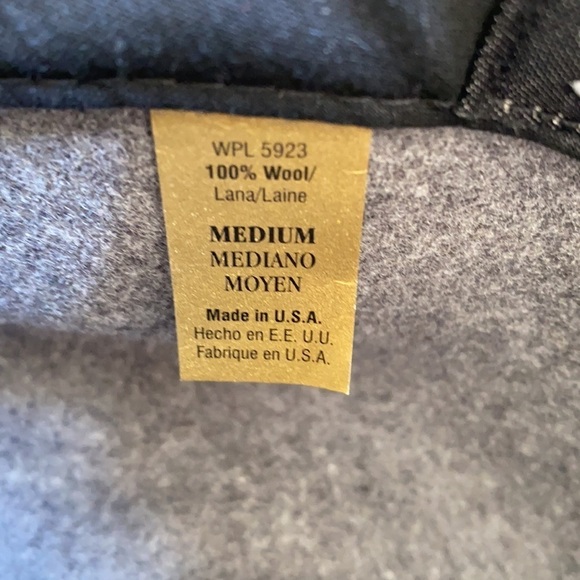 WPL 5923
100% Wool/
Lana/Laine
MEDIUM
MEDIANO
MOYEN
Made in U.S.A.
Hecho en E.E. U.U.
Fabrique en U.S.A.